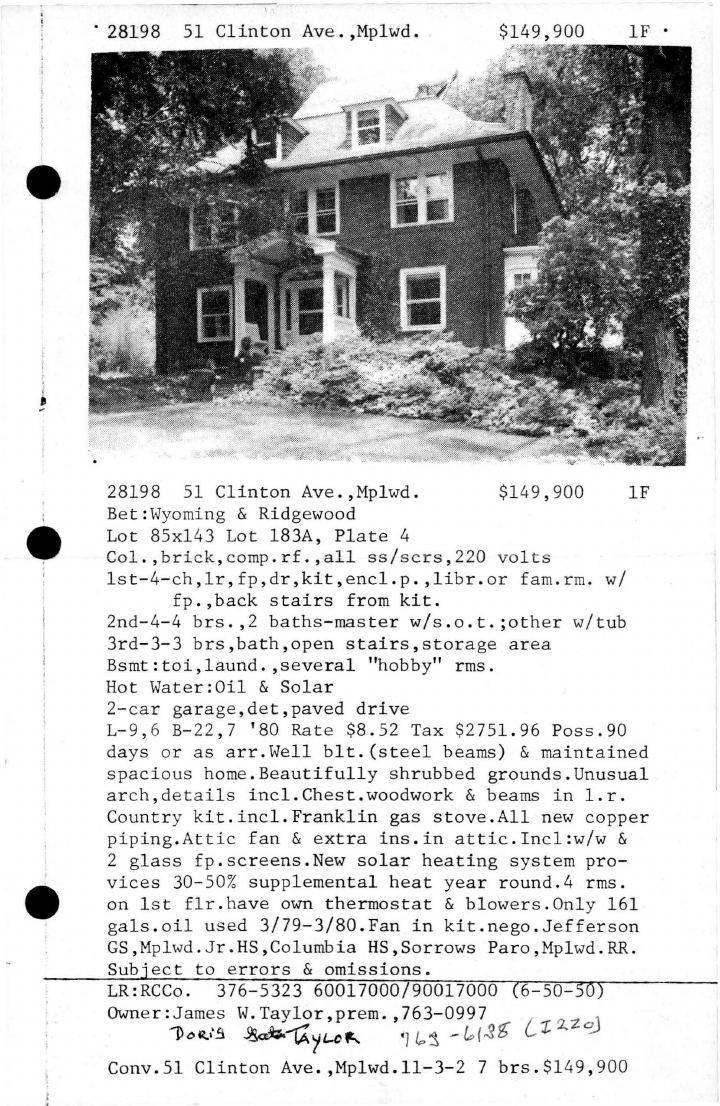 28198 51 Clinton Ave.,Mplwd. $149,900 1F
28198 51 Clinton Ave.,Mplwd. $149,900 1F
Bet:Wyoming & Ridgewood
Lot 85x143 Lot 183A, Plate 4
Col.,brick,comp.rf.,all ss/scrs,220 volts
1st-4-ch,lr,fp,dr,kit,encl.p.,libr.or fam.rm. w/
fp.,back stairs from kit.
2nd-4-4 brs.,2 baths-master w/s.o.t.;other w/tub
3rd-3-3 brs,bath,open stairs,storage area
Bsmt:toi,laund.,several "hobby" rms.
Hot Water:Oil & Solar
2-car garage,det,paved drive
L-9,6 B-22,7 '80 Rate $8.52 Tax $2751.96 Poss.90
days or as arr.Well blt.(steel beams) & maintained
spacious home.Beautifully shrubbed grounds.Unusual
arch,details incl.Chest.woodwork & beams in l.r.
Country kit.incl.Franklin gas stove.All new copper
piping.Attic fan & extra ins.in attic.Incl:w/w &
2 glass fp.screens.New solar heating system pro-
vices 30-50% supplemental heat year round.4 rms.
on 1st flr.have own thermostat & blowers.Only 161
gals.oil used 3/79-3/80.Fan in kit.nego.Jefferson
GS,Mplwd.Jr.HS,Columbia HS,Sorrows Paro,Mplwd.RR.
Subject to errors & omissions.
LR:RCCo. 376-5323 60017000/90017000 (6-50-50)
Owner:James W.Taylor,prem.,763-0997
DORIS TAYLOR 763-6138 (IZZO)
Conv.51 Clinton Ave.,Mplwd.11-3-2 7 brs.$149,900